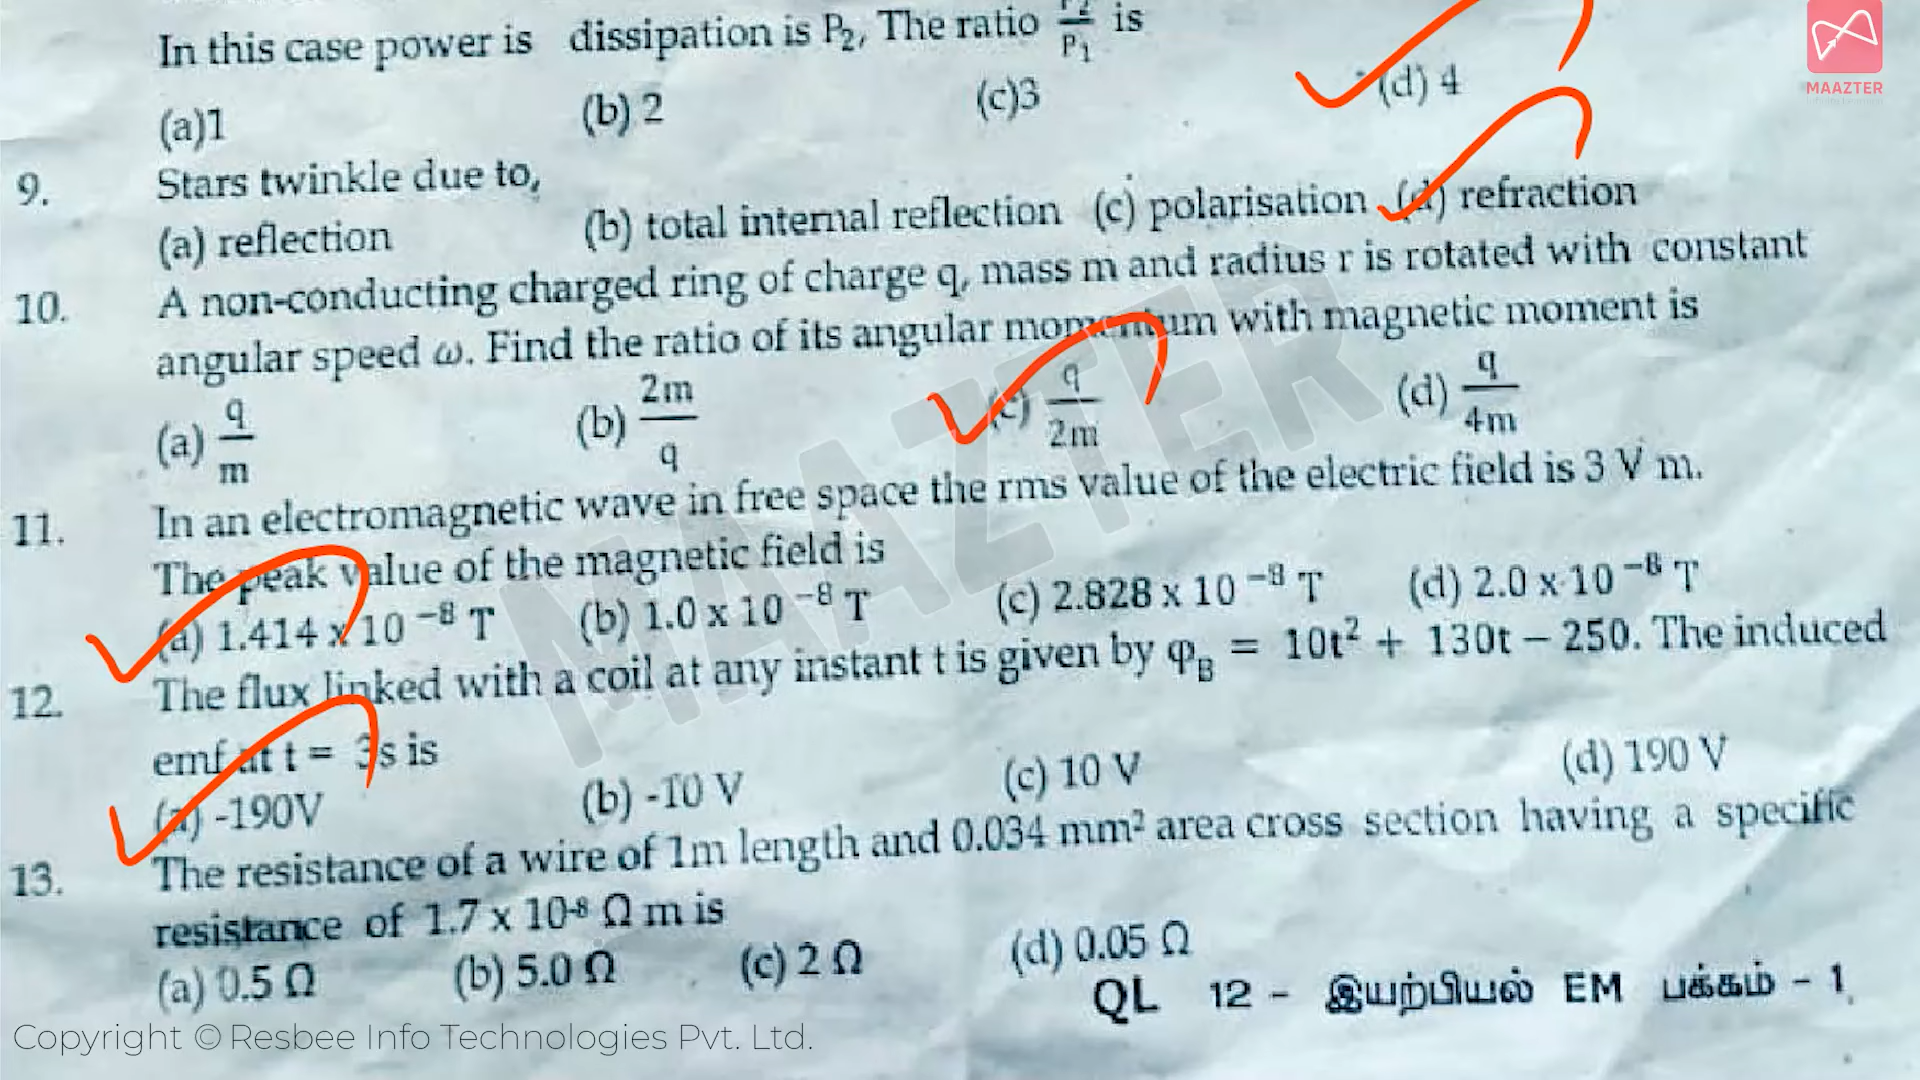 In this case power is dissipation is P₂, The ratio P₂/P₁ is
(a)1 (b) 2 (c)3 (d) 4
9. Stars twinkle due to,
(a) reflection (b) total internal reflection (c) polarisation (d) refraction
10. A non-conducting charged ring of charge q, mass m and radius r is rotated with constant
angular speed ω. Find the ratio of its angular momentum with magnetic moment is
(a) q/m (b) 2m/q (c) q/2m (d) q/4m
11. In an electromagnetic wave in free space the rms value of the electric field is 3 V m.
The peak value of the magnetic field is
(a) 1.414 x 10 ⁻⁸ T (b) 1.0 x 10 ⁻⁸ T (c) 2.828 x 10 ⁻⁸ T (d) 2.0 x 10 ⁻⁸ T
12. The flux linked with a coil at any instant t is given by φ_B = 10t² + 130t – 250. The induced
emf at t = 3s is
(a) -190V (b) -10 V (c) 10 V (d) 190 V
13. The resistance of a wire of 1m length and 0.034 mm² area cross section having a specific
resistance of 1.7 x 10⁻⁸ Ω m is
(a) 0.5 Ω (b) 5.0 Ω (c) 2 Ω (d) 0.05 Ω
QL 12 - இயற்பியல் EM பக்கம் - 1
MAAZTER
MAAZTER
Copyright © Resbee Info Technologies Pvt. Ltd.